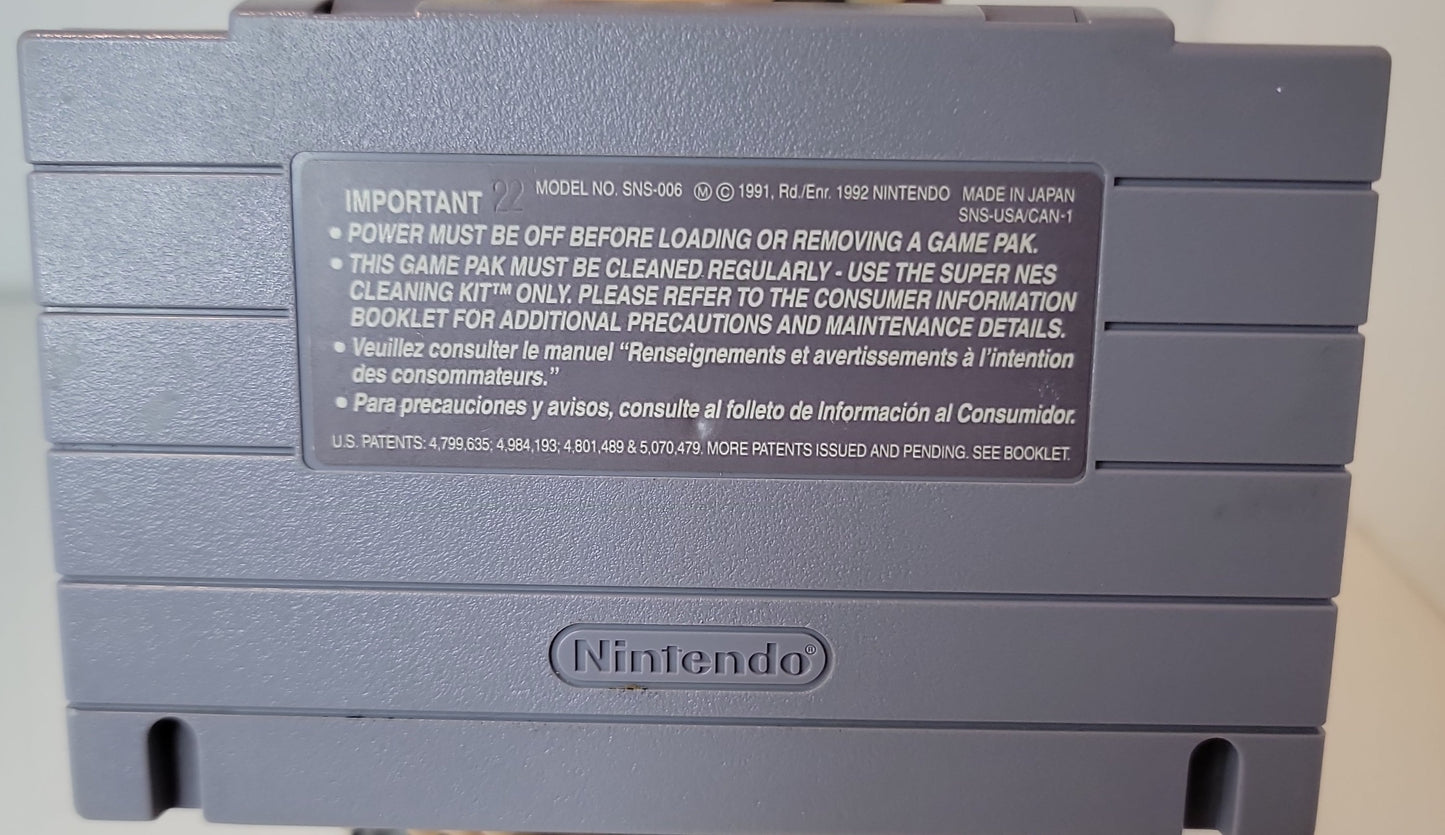 IMPORTANT 22 MODEL NO. SNS-006 Ⓜ © 1991, Rd./Enr. 1992 NINTENDO MADE IN JAPAN
SNS-USA/CAN-1
• POWER MUST BE OFF BEFORE LOADING OR REMOVING A GAME PAK.
• THIS GAME PAK MUST BE CLEANED REGULARLY - USE THE SUPER NES
CLEANING KIT™ ONLY. PLEASE REFER TO THE CONSUMER INFORMATION
BOOKLET FOR ADDITIONAL PRECAUTIONS AND MAINTENANCE DETAILS.
• Veuillez consulter le manuel “Renseignements et avertissements à l’intention
des consommateurs.”
• Para precauciones y avisos, consulte al folleto de Información al Consumidor.
U.S. PATENTS: 4,799,635; 4,984,193; 4,801,489 & 5,070,479. MORE PATENTS ISSUED AND PENDING. SEE BOOKLET.
Nintendo®